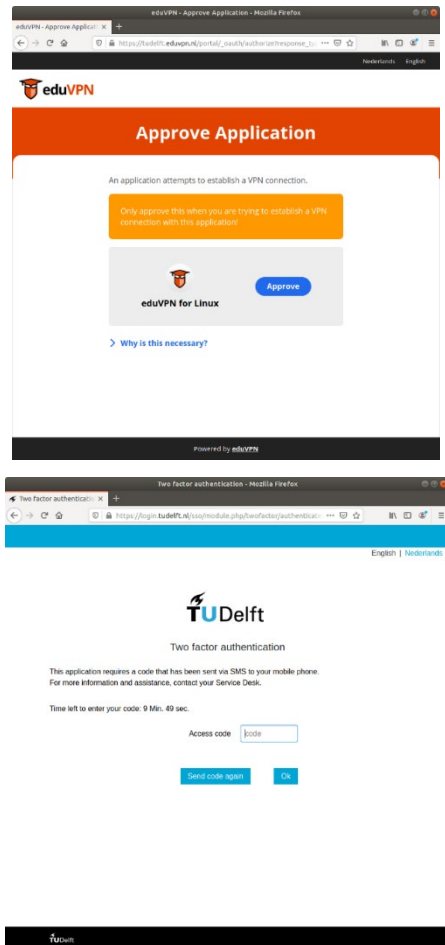 eduVPN - Approve Application - Mozilla Firefox
eduVPN - Approve Applicati
https://tudelft.eduvpn.nl/portal/_oauth/authorize?response_t
Nederlands English
eduVPN
Approve Application
An application attempts to establish a VPN connection.
Only approve this when you are trying to establish a VPN
connection with this application!
eduVPN for Linux
Approve
Why is this necessary?
Powered by eduVPN
Two factor authentication - Mozilla Firefox
Two factor authenticatio
https://login.tudelft.nl/sso/module.php/twofactor/authenticat
English | Nederlands
TUDelft
Two factor authentication
This application requires a code that has been sent via SMS to your mobile phone.
For more information and assistance, contact your Service Desk.
Time left to enter your code: 9 Min. 49 sec.
Access code code
Send code again Ok
TUDelft